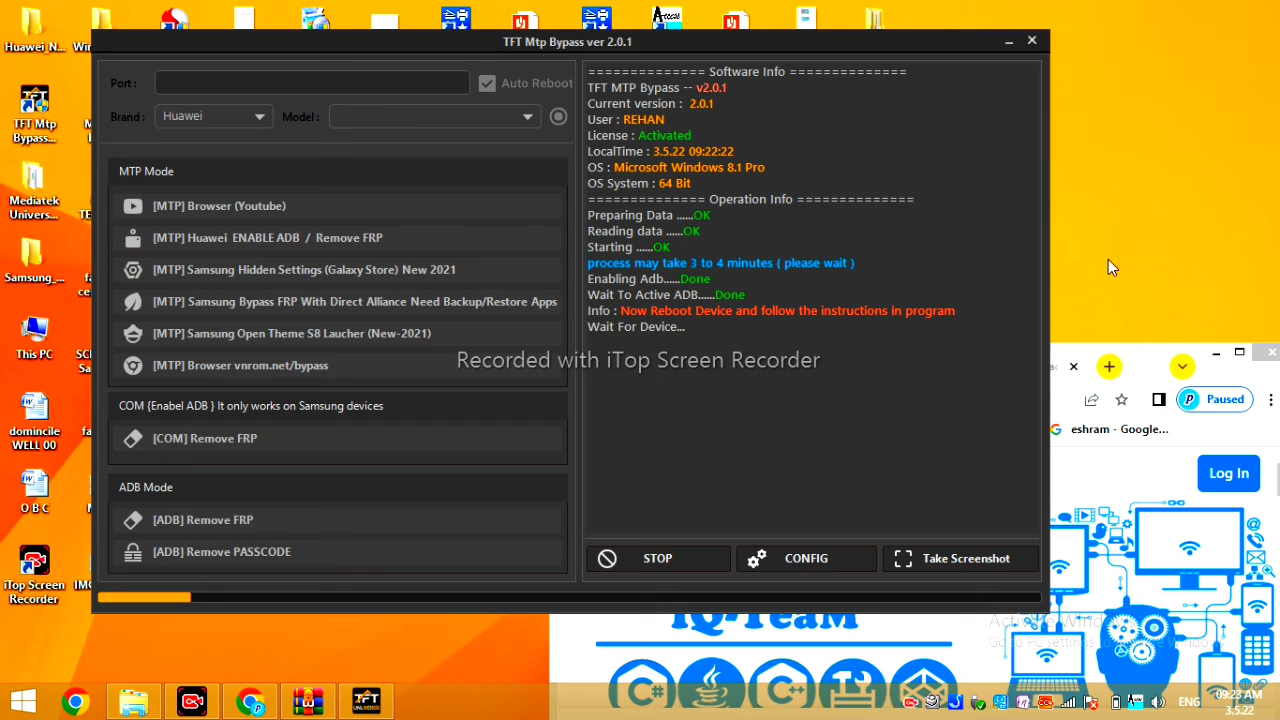 Huawei_N...
TFT Mtp Bypass ver 2.0.1
Port :
Auto Reboot
Brand :
Huawei
Model :
MTP Mode
[MTP] Browser (Youtube)
[MTP] Huawei ENABLE ADB / Remove FRP
[MTP] Samsung Hidden Settings (Galaxy Store) New 2021
[MTP] Samsung Bypass FRP With Direct Alliance Need Backup/Restore Apps
[MTP] Samsung Open Theme S8 Laucher (New-2021)
[MTP] Browser vnrom.net/bypass
COM {Enabel ADB } It only works on Samsung devices
[COM] Remove FRP
ADB Mode
[ADB] Remove FRP
[ADB] Remove PASSCODE
============== Software Info ==============
TFT MTP Bypass -- v2.0.1
Current version : 2.0.1
User : REHAN
License : Activated
LocalTime : 3.5.22 09:22:22
OS : Microsoft Windows 8.1 Pro
OS System : 64 Bit
============== Operation Info ==============
Preparing Data ......OK
Reading data ......OK
Starting ......OK
process may take 3 to 4 minutes ( please wait )
Enabling Adb......Done
Wait To Active ADB......Done
Info : Now Reboot Device and follow the instructions in program
Wait For Device...
Recorded with iTop Screen Recorder
STOP
CONFIG
Take Screenshot
TFT Mtp
Bypass...
Mediatek
Univers...
Samsung_...
This PC
domincile
WELL 00
O B C
iTop Screen
Recorder
Access
Paused
eshram - Google...
Log In
IQ-TeaM
C#
C++
UNLOCKER
ENG
09:23 AM
3.5.22